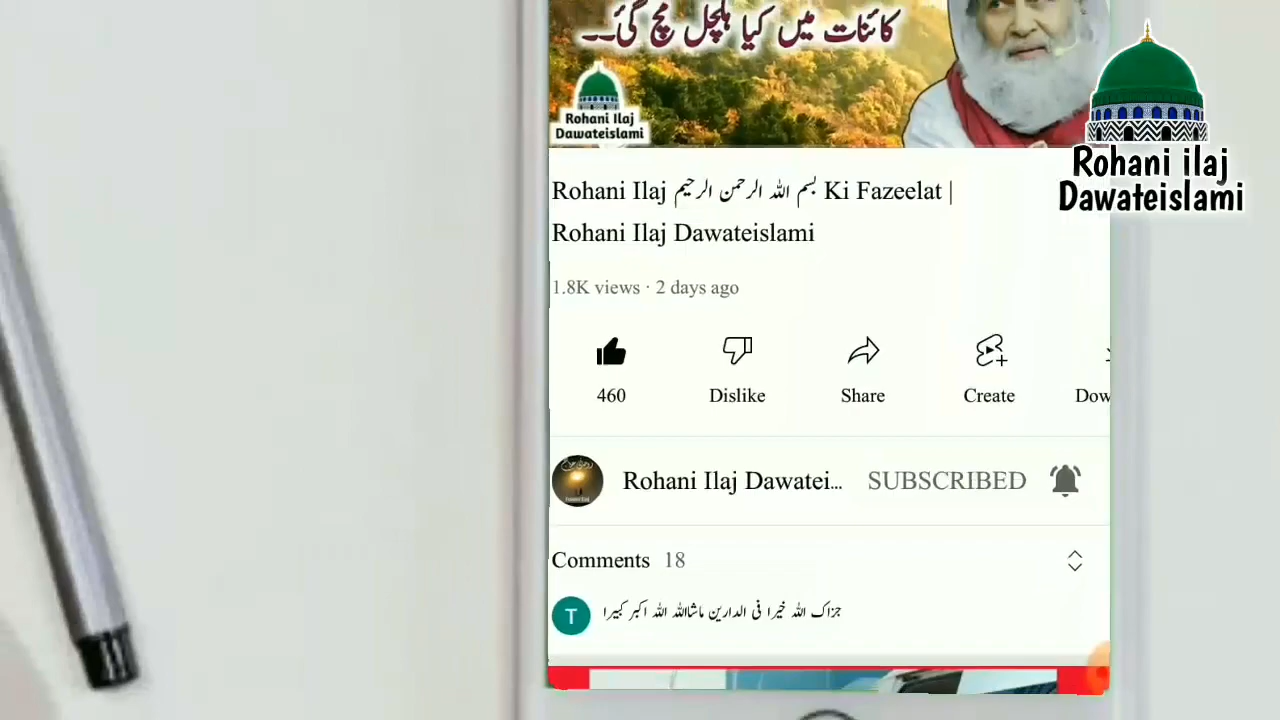 کائنات میں کیا ہلچل مچ گئی۔۔
Rohani Ilaj
Dawateislami
Rohani ilaj
Dawateislami
Rohani Ilaj بسم اللہ الرحمن الرحیم Ki Fazeelat |
Rohani Ilaj Dawateislami
1.8K views · 2 days ago
460
Dislike
Share
Create
Dow
Rohani Ilaj Dawatei...
SUBSCRIBED
Comments 18
T
جزاک اللہ خیرا فی الدارین ماشااللہ اللہ اکبر کبیرا